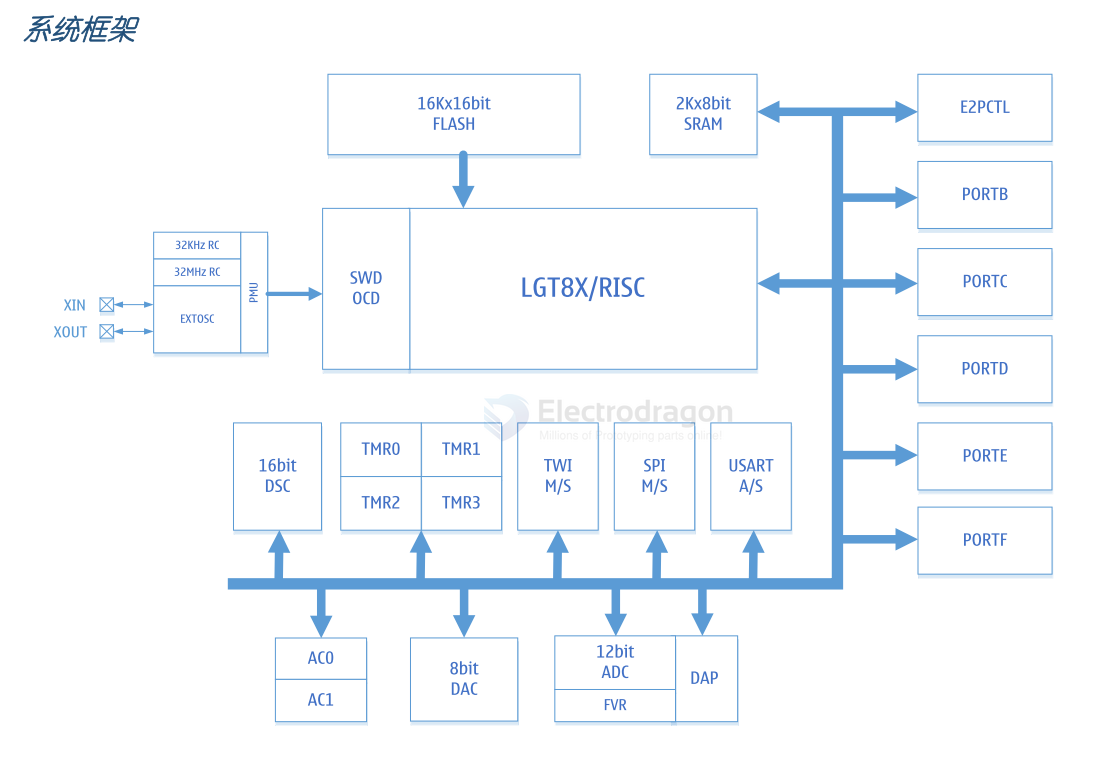 系统框架
16Kx16bit
FLASH
2Kx8bit
SRAM
E2PCTL
PORTB
32KHz RC
32MHz RC
EXTOSC
PMU
XIN
XOUT
SWD
OCD
LGT8X/RISC
PORTC
PORTD
Electrodragon
Millions of Prototyping parts online!
16bit
DSC
TMR0
TMR1
TMR2
TMR3
TWI
M/S
SPI
M/S
USART
A/S
PORTE
PORTF
AC0
AC1
8bit
DAC
12bit
ADC
FVR
DAP